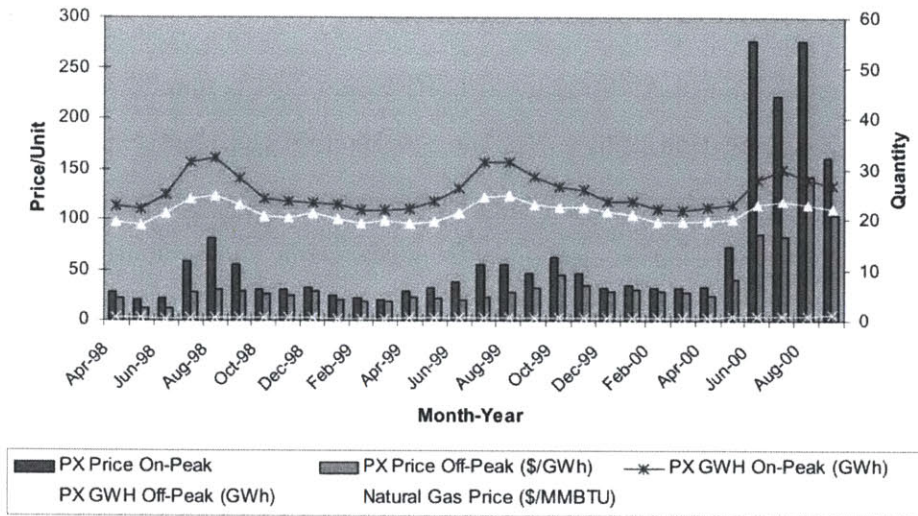 300
250
200
150
100
50
0
Price/Unit
60
50
40
30
20
10
0
Quantity
Apr-98
Jun-98
Aug-98
Oct-98
Dec-98
Feb-99
Apr-99
Jun-99
Aug-99
Oct-99
Dec-99
Feb-00
Apr-00
Jun-00
Aug-00
Month-Year
PX Price On-Peak
PX Price Off-Peak ($/GWh)
PX GWH On-Peak (GWh)
PX GWH Off-Peak (GWh)
Natural Gas Price ($/MMBTU)